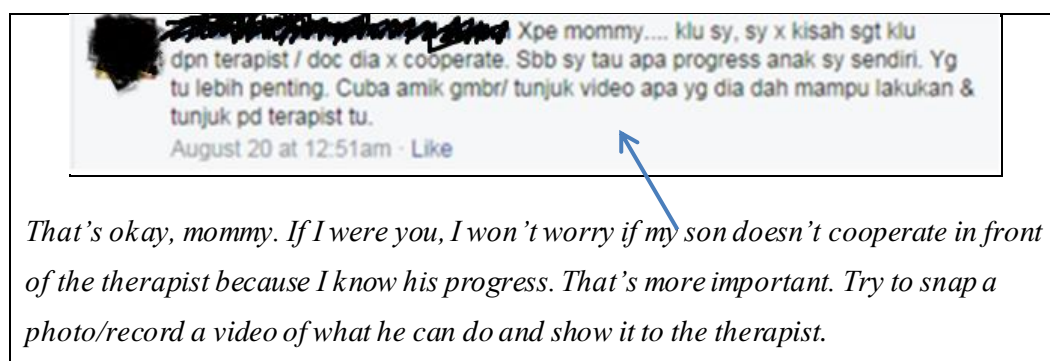 Xpe mommy.... klu sy, sy x kisah sgt klu
dpn terapist / doc dia x cooperate. Sbb sy tau apa progress anak sy sendiri. Yg
tu lebih penting. Cuba amik gmbr/ tunjuk video apa yg dia dah mampu lakukan &
tunjuk pd terapist tu.
August 20 at 12:51am · Like
That's okay, mommy. If I were you, I won't worry if my son doesn't cooperate in front
of the therapist because I know his progress. That's more important. Try to snap a
photo/record a video of what he can do and show it to the therapist.